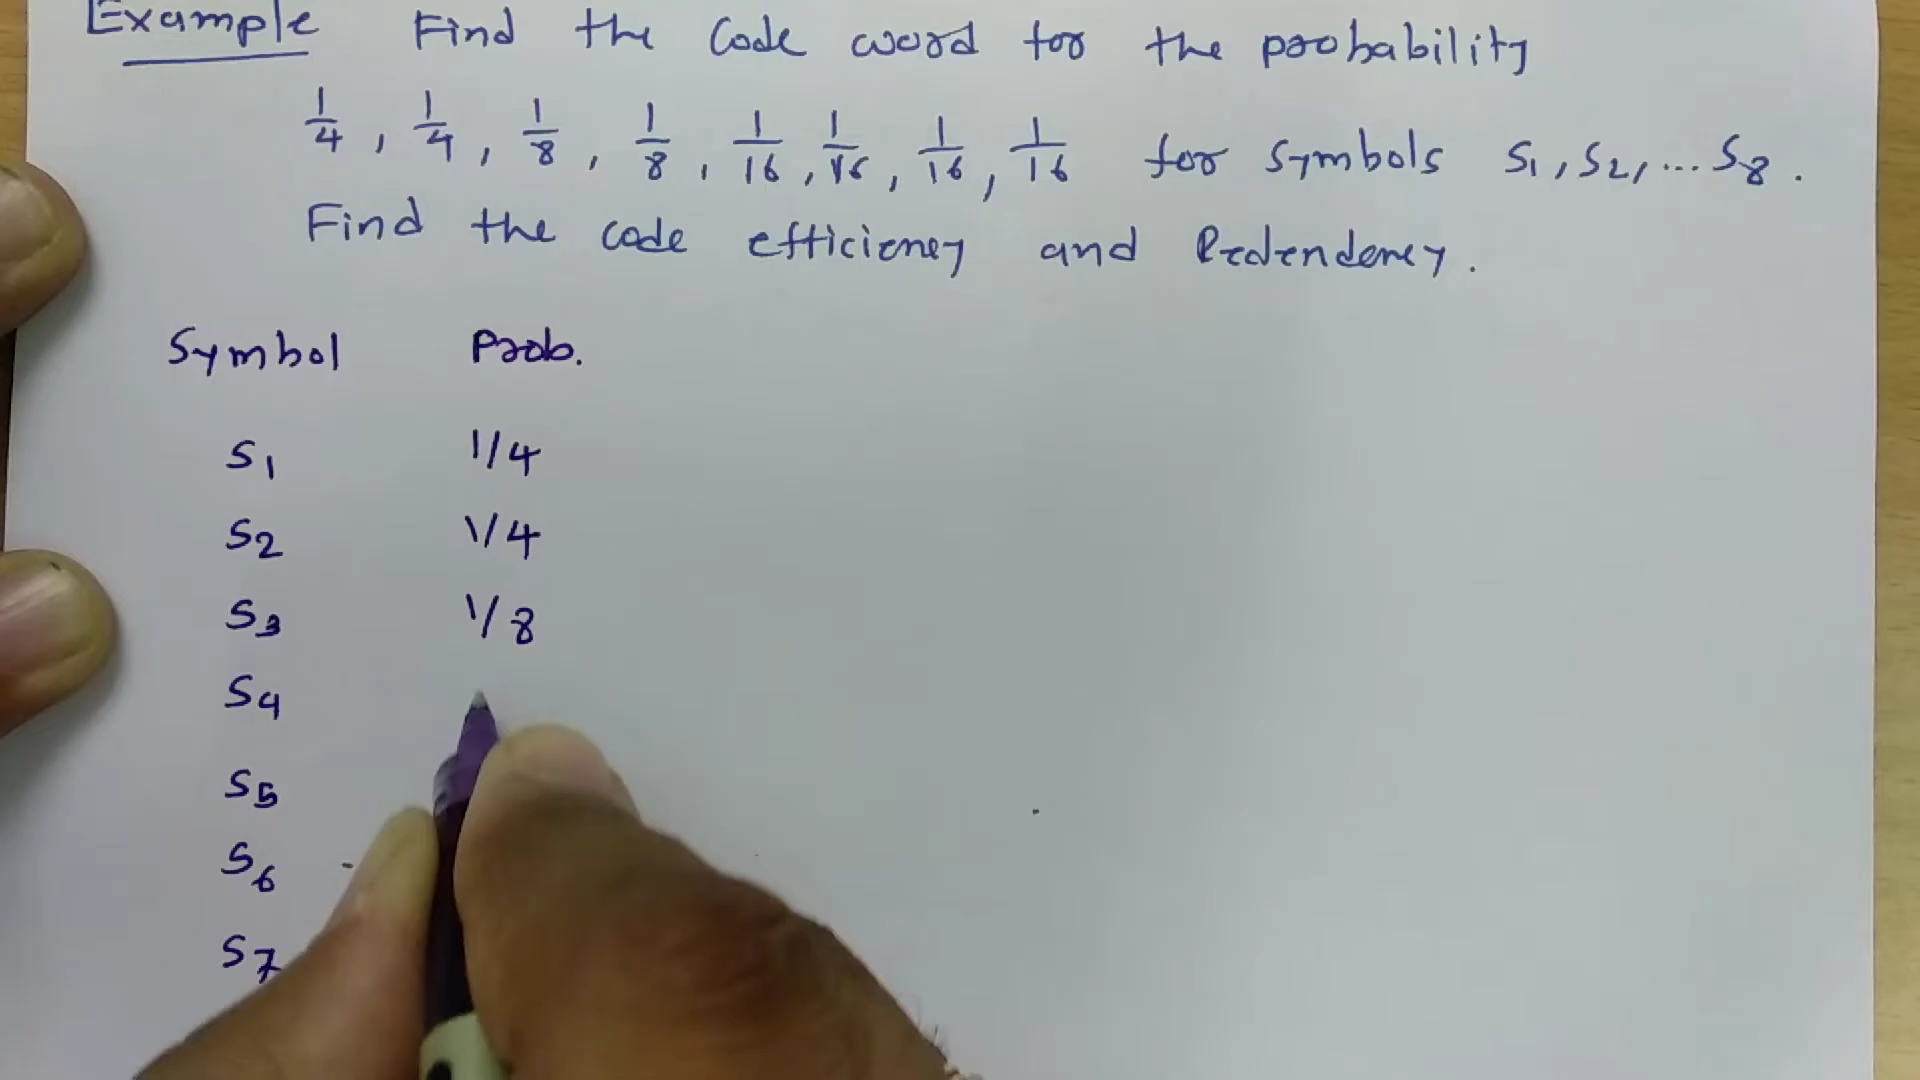 Example Find the Code word for the probability
1/4, 1/4, 1/8, 1/8, 1/16, 1/16, 1/16, 1/16 for symbols S1, S2, ... S8.
Find the code efficiency and Redendency.
Symbol Prob.
S1 1/4
S2 1/4
S3 1/8
S4
S5
S6
S7